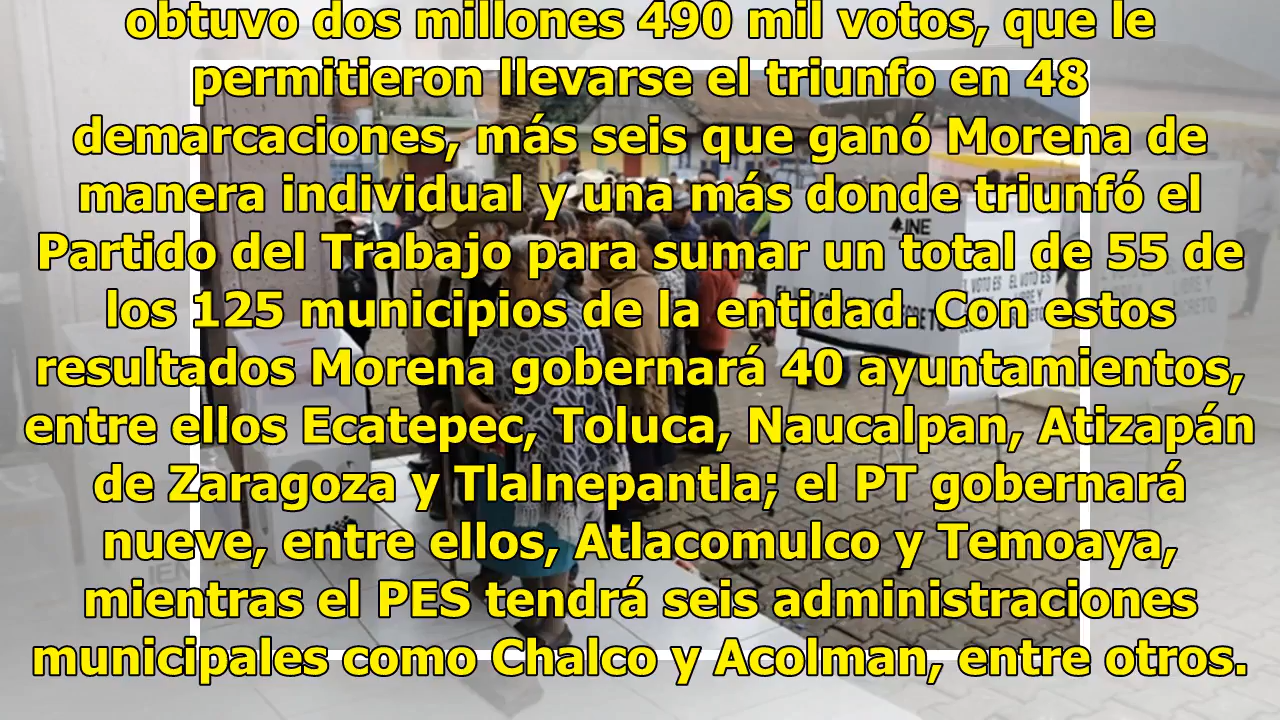 obtuvo dos millones 490 mil votos, que le
permitieron llevarse el triunfo en 48
demarcaciones, más seis que ganó Morena de
manera individual y una más donde triunfó el
Partido del Trabajo para sumar un total de 55 de
los 125 municipios de la entidad. Con estos
resultados Morena gobernará 40 ayuntamientos,
entre ellos Ecatepec, Toluca, Naucalpan, Atizapán
de Zaragoza y Tlalnepantla; el PT gobernará
nueve, entre ellos, Atlacomulco y Temoaya,
mientras el PES tendrá seis administraciones
municipales como Chalco y Acolman, entre otros.
INE
EL VOTO ES